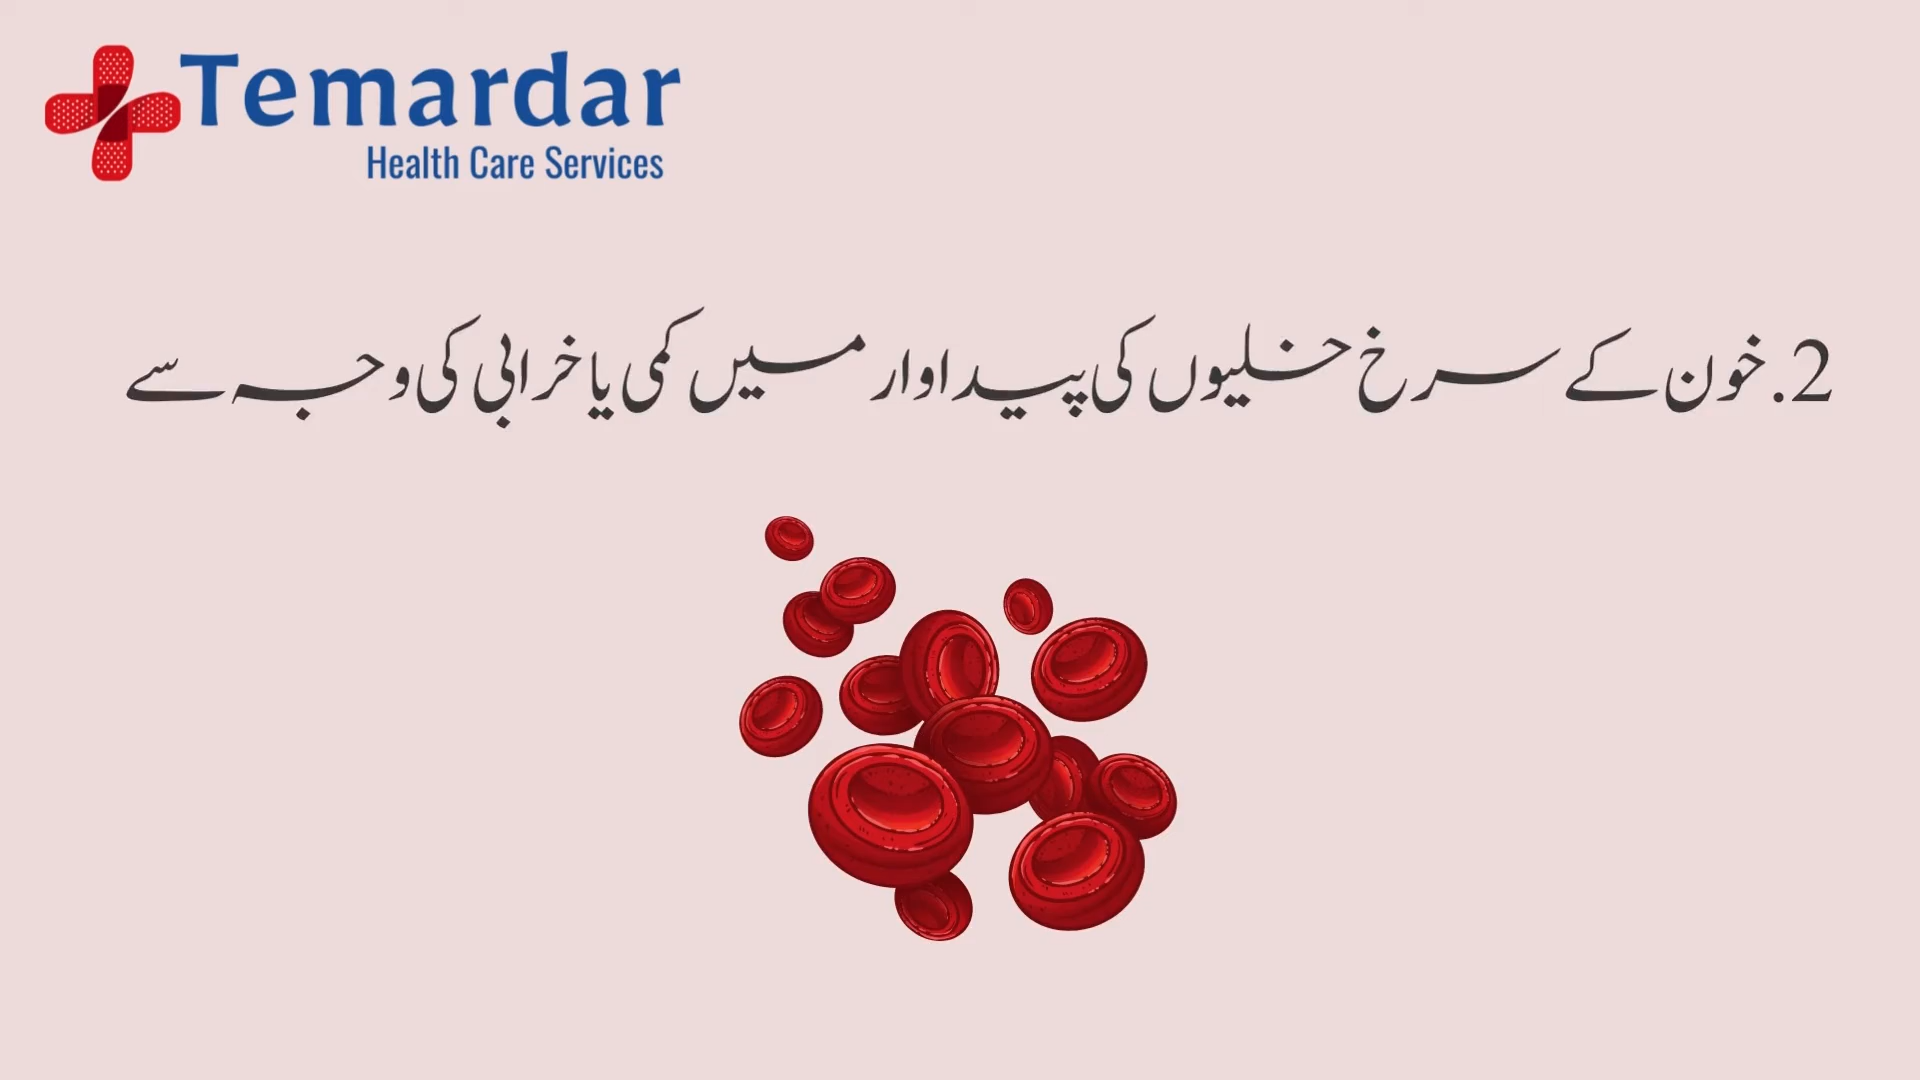 Temardar
Health Care Services
2. خون کے سرخ خلیوں کی پیداوار میں کمی یا خرابی کی وجہ سے